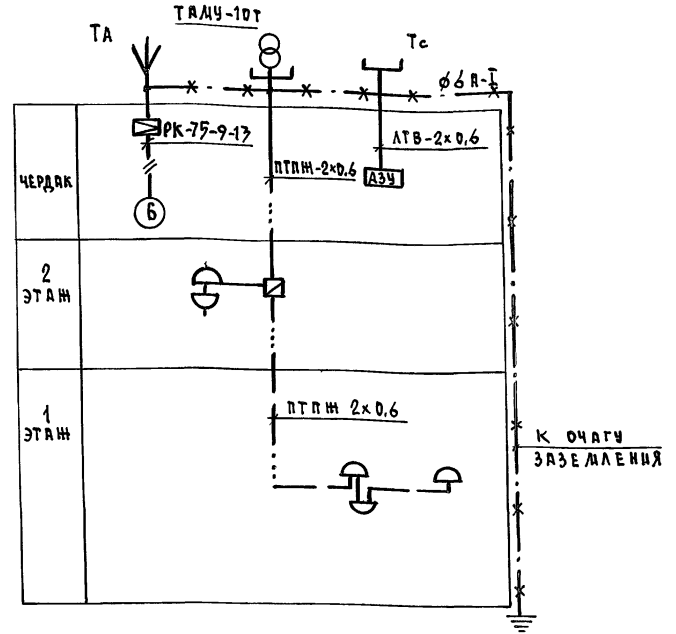 ТАМУ-10Т
ТА
Тс
Ф6 А-I
РК-75-9-13
ЛТВ-2×0,6
ПТПЖ-2×0,6
АЗУ
ЧЕРДАК
Б
2
ЭТАЖ
1
ЭТАЖ
ПТПЖ 2×0,6
К ОЧАГУ
ЗАЗЕМЛЕНИЯ